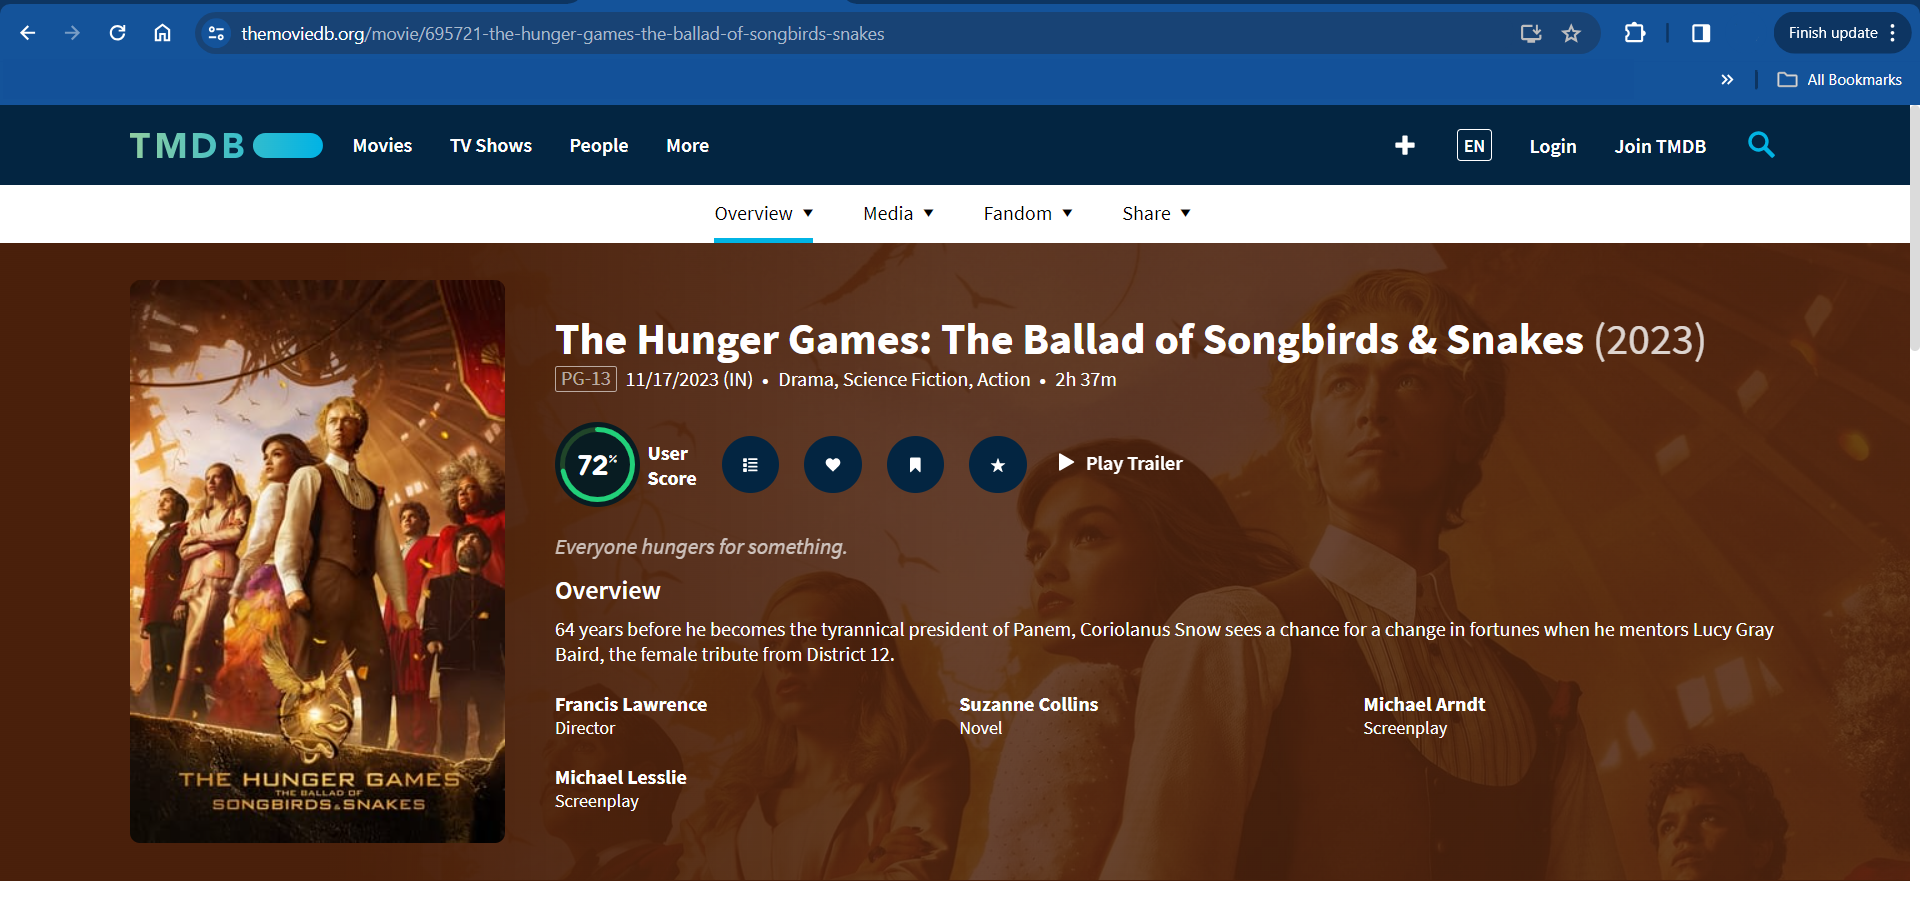 themoviedb.org/movie/695721-the-hunger-games-the-ballad-of-songbirds-snakes
Finish update
All Bookmarks
TMDB
Movies
TV Shows
People
More
EN
Login
Join TMDB
Overview
Media
Fandom
Share
THE HUNGER GAMES
THE BALLAD OF
SONGBIRDS & SNAKES
The Hunger Games: The Ballad of Songbirds & Snakes (2023)
PG-13 11/17/2023 (IN) • Drama, Science Fiction, Action • 2h 37m
72%
User
Score
Play Trailer
Everyone hungers for something.
Overview
64 years before he becomes the tyrannical president of Panem, Coriolanus Snow sees a chance for a change in fortunes when he mentors Lucy Gray
Baird, the female tribute from District 12.
Francis Lawrence
Director
Suzanne Collins
Novel
Michael Arndt
Screenplay
Michael Lesslie
Screenplay